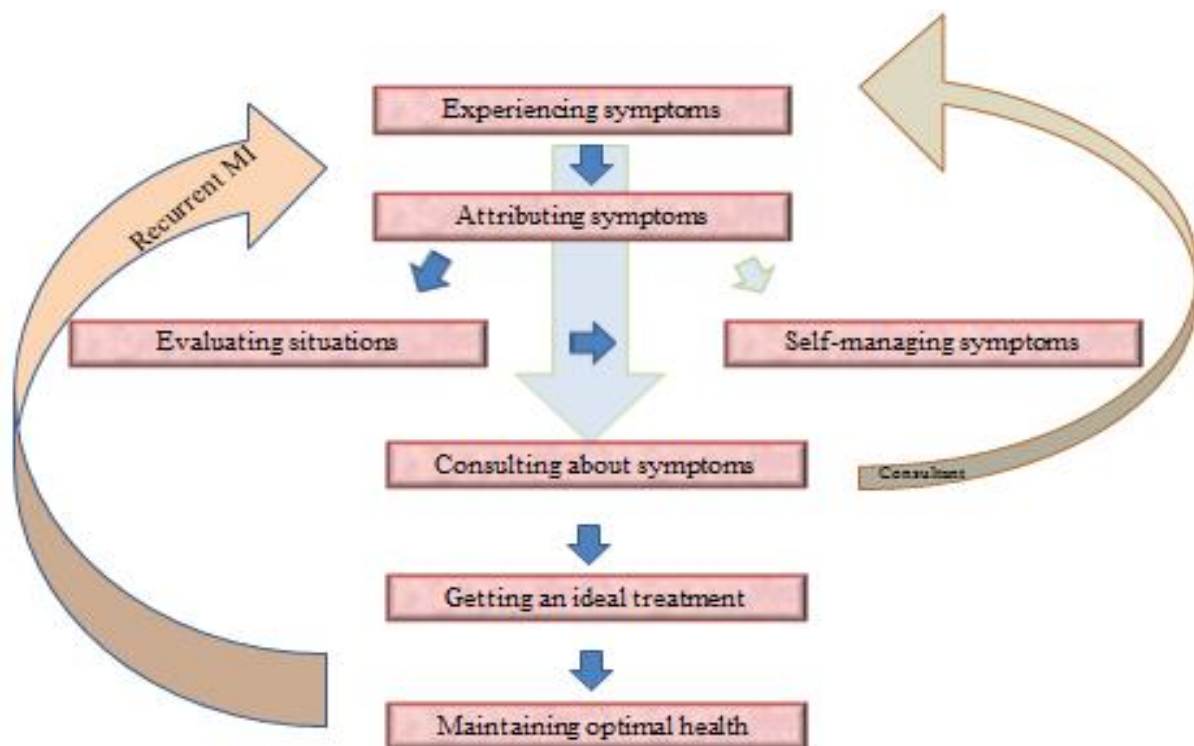 Experiencing symptoms
Recurrent MI
Attributing symptoms
Evaluating situations
Self-managing symptoms
Consulting about symptoms
Consultant
Getting an ideal treatment
Maintaining optimal health